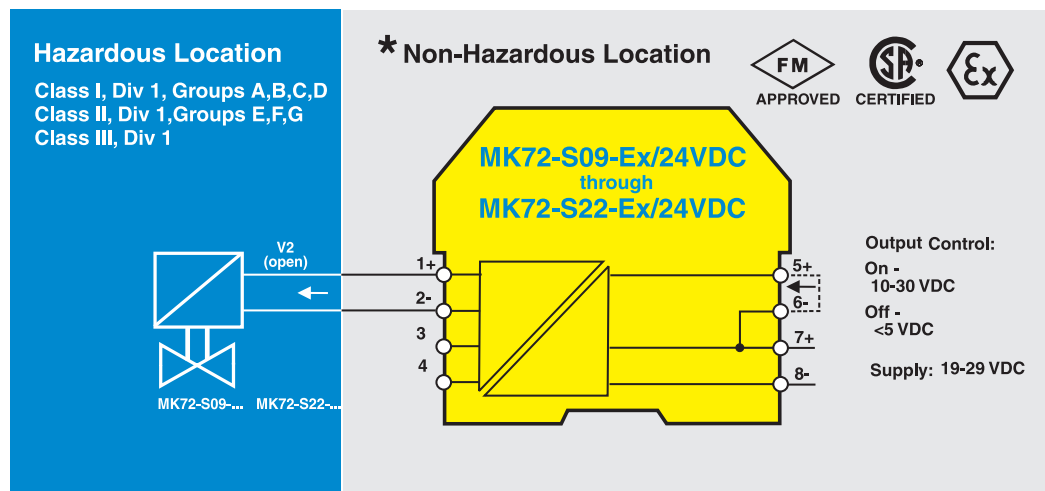 Hazardous Location
Class I, Div 1, Groups A,B,C,D
Class II, Div 1,Groups E,F,G
Class III, Div 1
* Non-Hazardous Location
FM
APPROVED
SA
CERTIFIED
Ex
MK72-S09-Ex/24VDC
through
MK72-S22-Ex/24VDC
V2
(open)
1+
2-
3
4
5+
6-
7+
8-
Output Control:
On -
10-30 VDC
Off -
<5 VDC
Supply: 19-29 VDC
MK72-S09-... MK72-S22-...